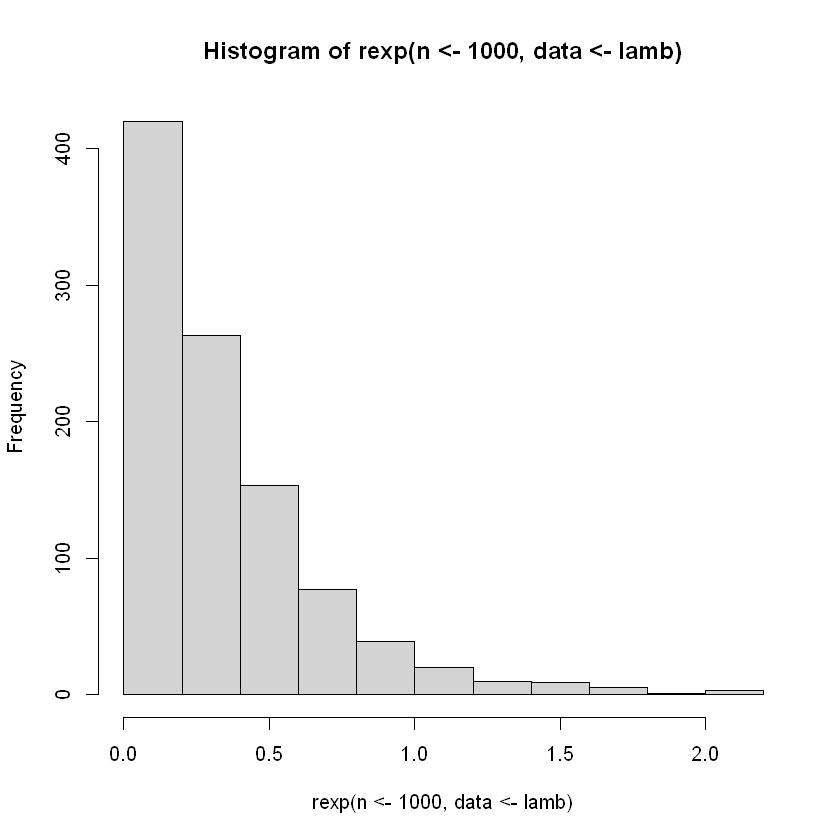 Histogram of rexp(n <- 1000, data <- lamb)
400
300
200
100
0
Frequency
0.0 0.5 1.0 1.5 2.0
rexp(n <- 1000, data <- lamb)